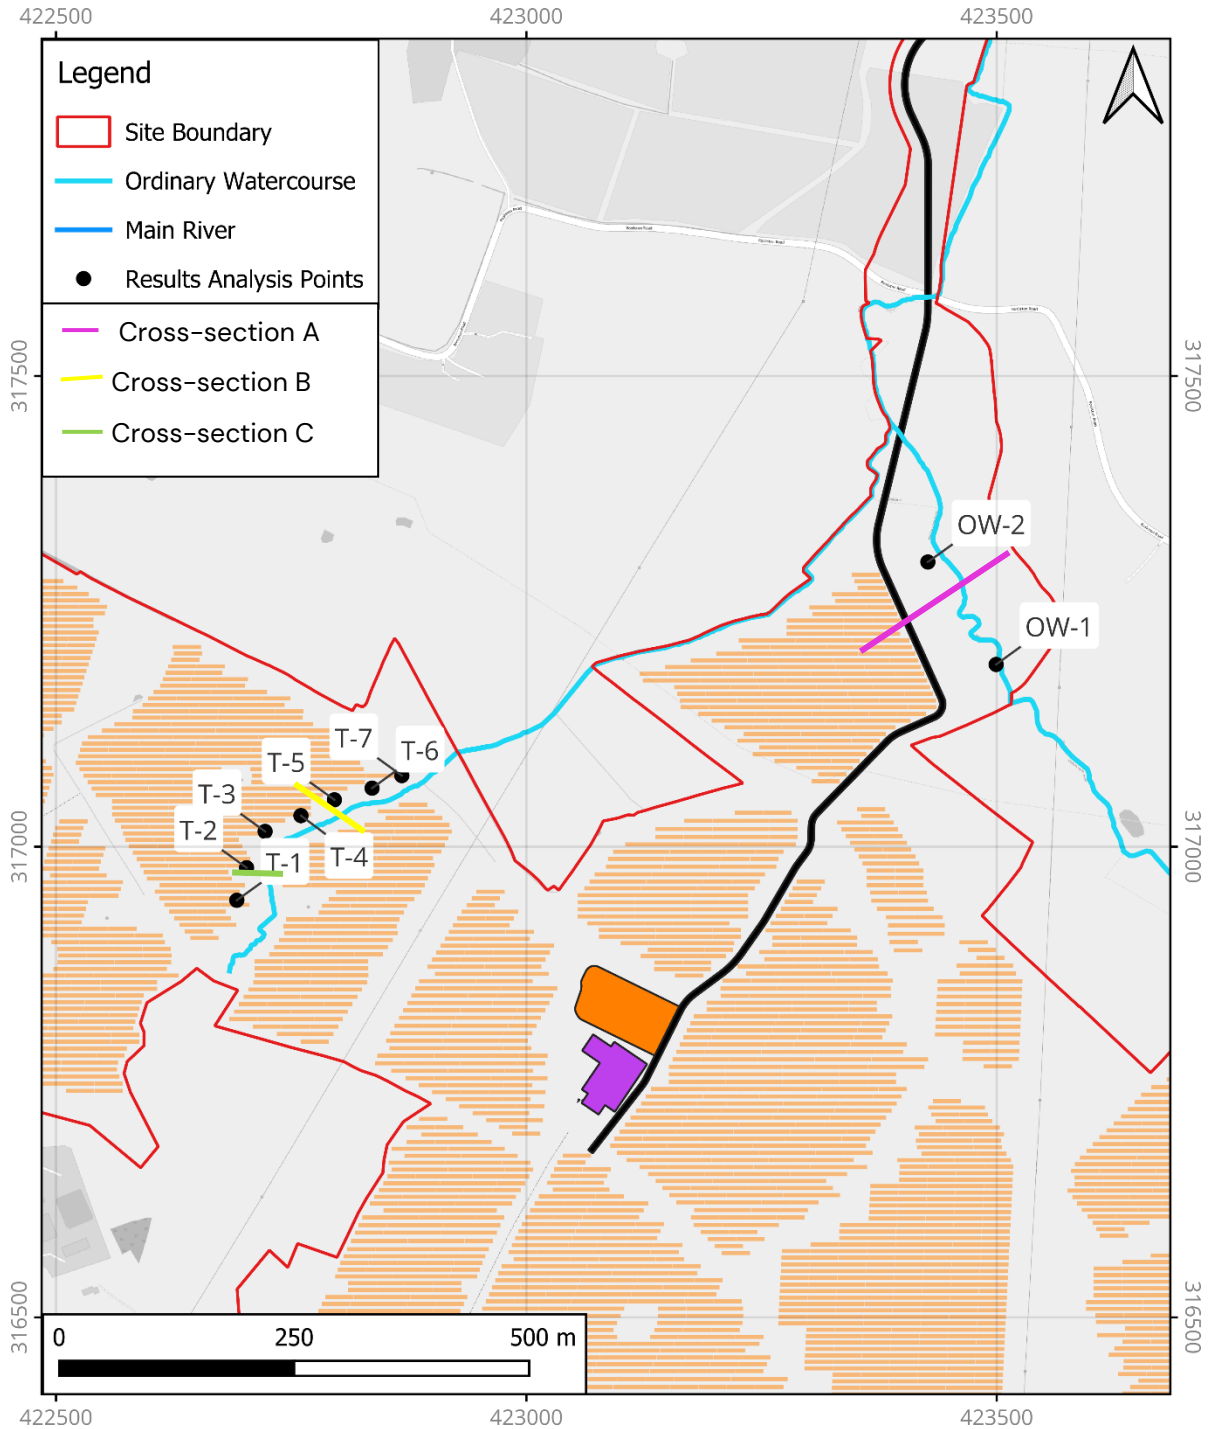 422500 423000 423500
Legend
Site Boundary
Ordinary Watercourse
Main River
Results Analysis Points
Cross-section A
Cross-section B
Cross-section C
317500 317500
OW-2
OW-1
T-7
T-6
T-5
T-3
T-2
T-1
T-4
317000 317000
316500 316500
0 250 500 m
422500 423000 423500